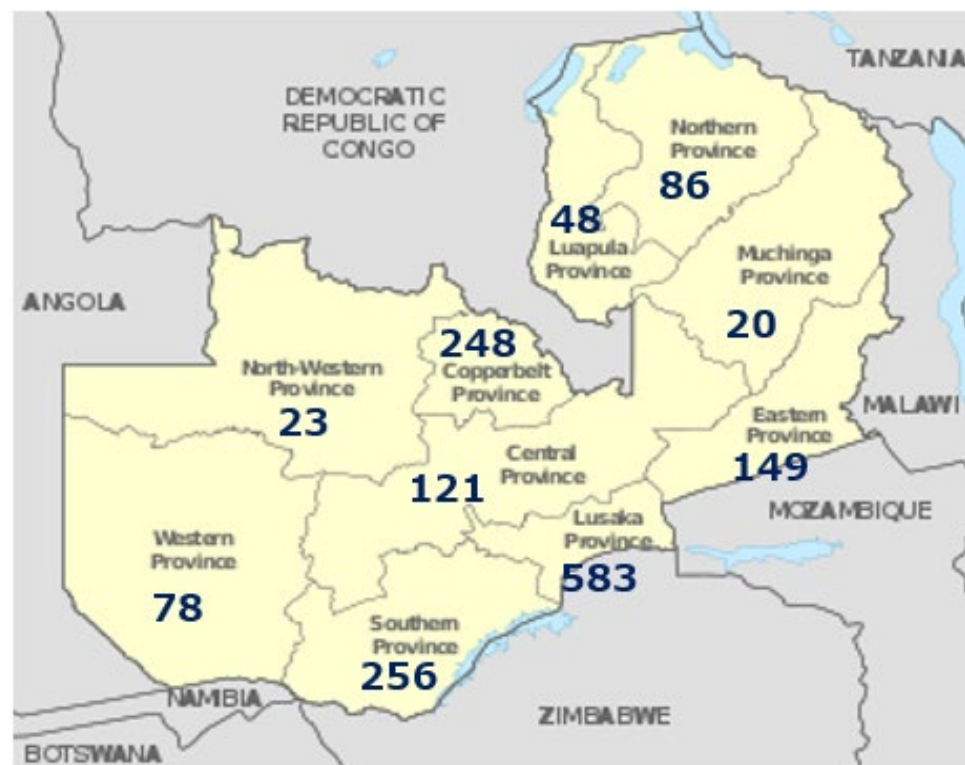 TANZANIA
DEMOCRATIC
REPUBLIC OF
CONGO
Northern
Province
86
48
Luapula
Province
Muchinga
Province
20
ANGOLA
248
Copperbelt
Province
North-Western
Province
23
MALAWI
Eastern
Province
149
Central
Province
121
MOZAMBIQUE
Lusaka
Province
583
Western
Province
78
Southern
Province
256
NAMIBIA
ZIMBABWE
BOTSWANA